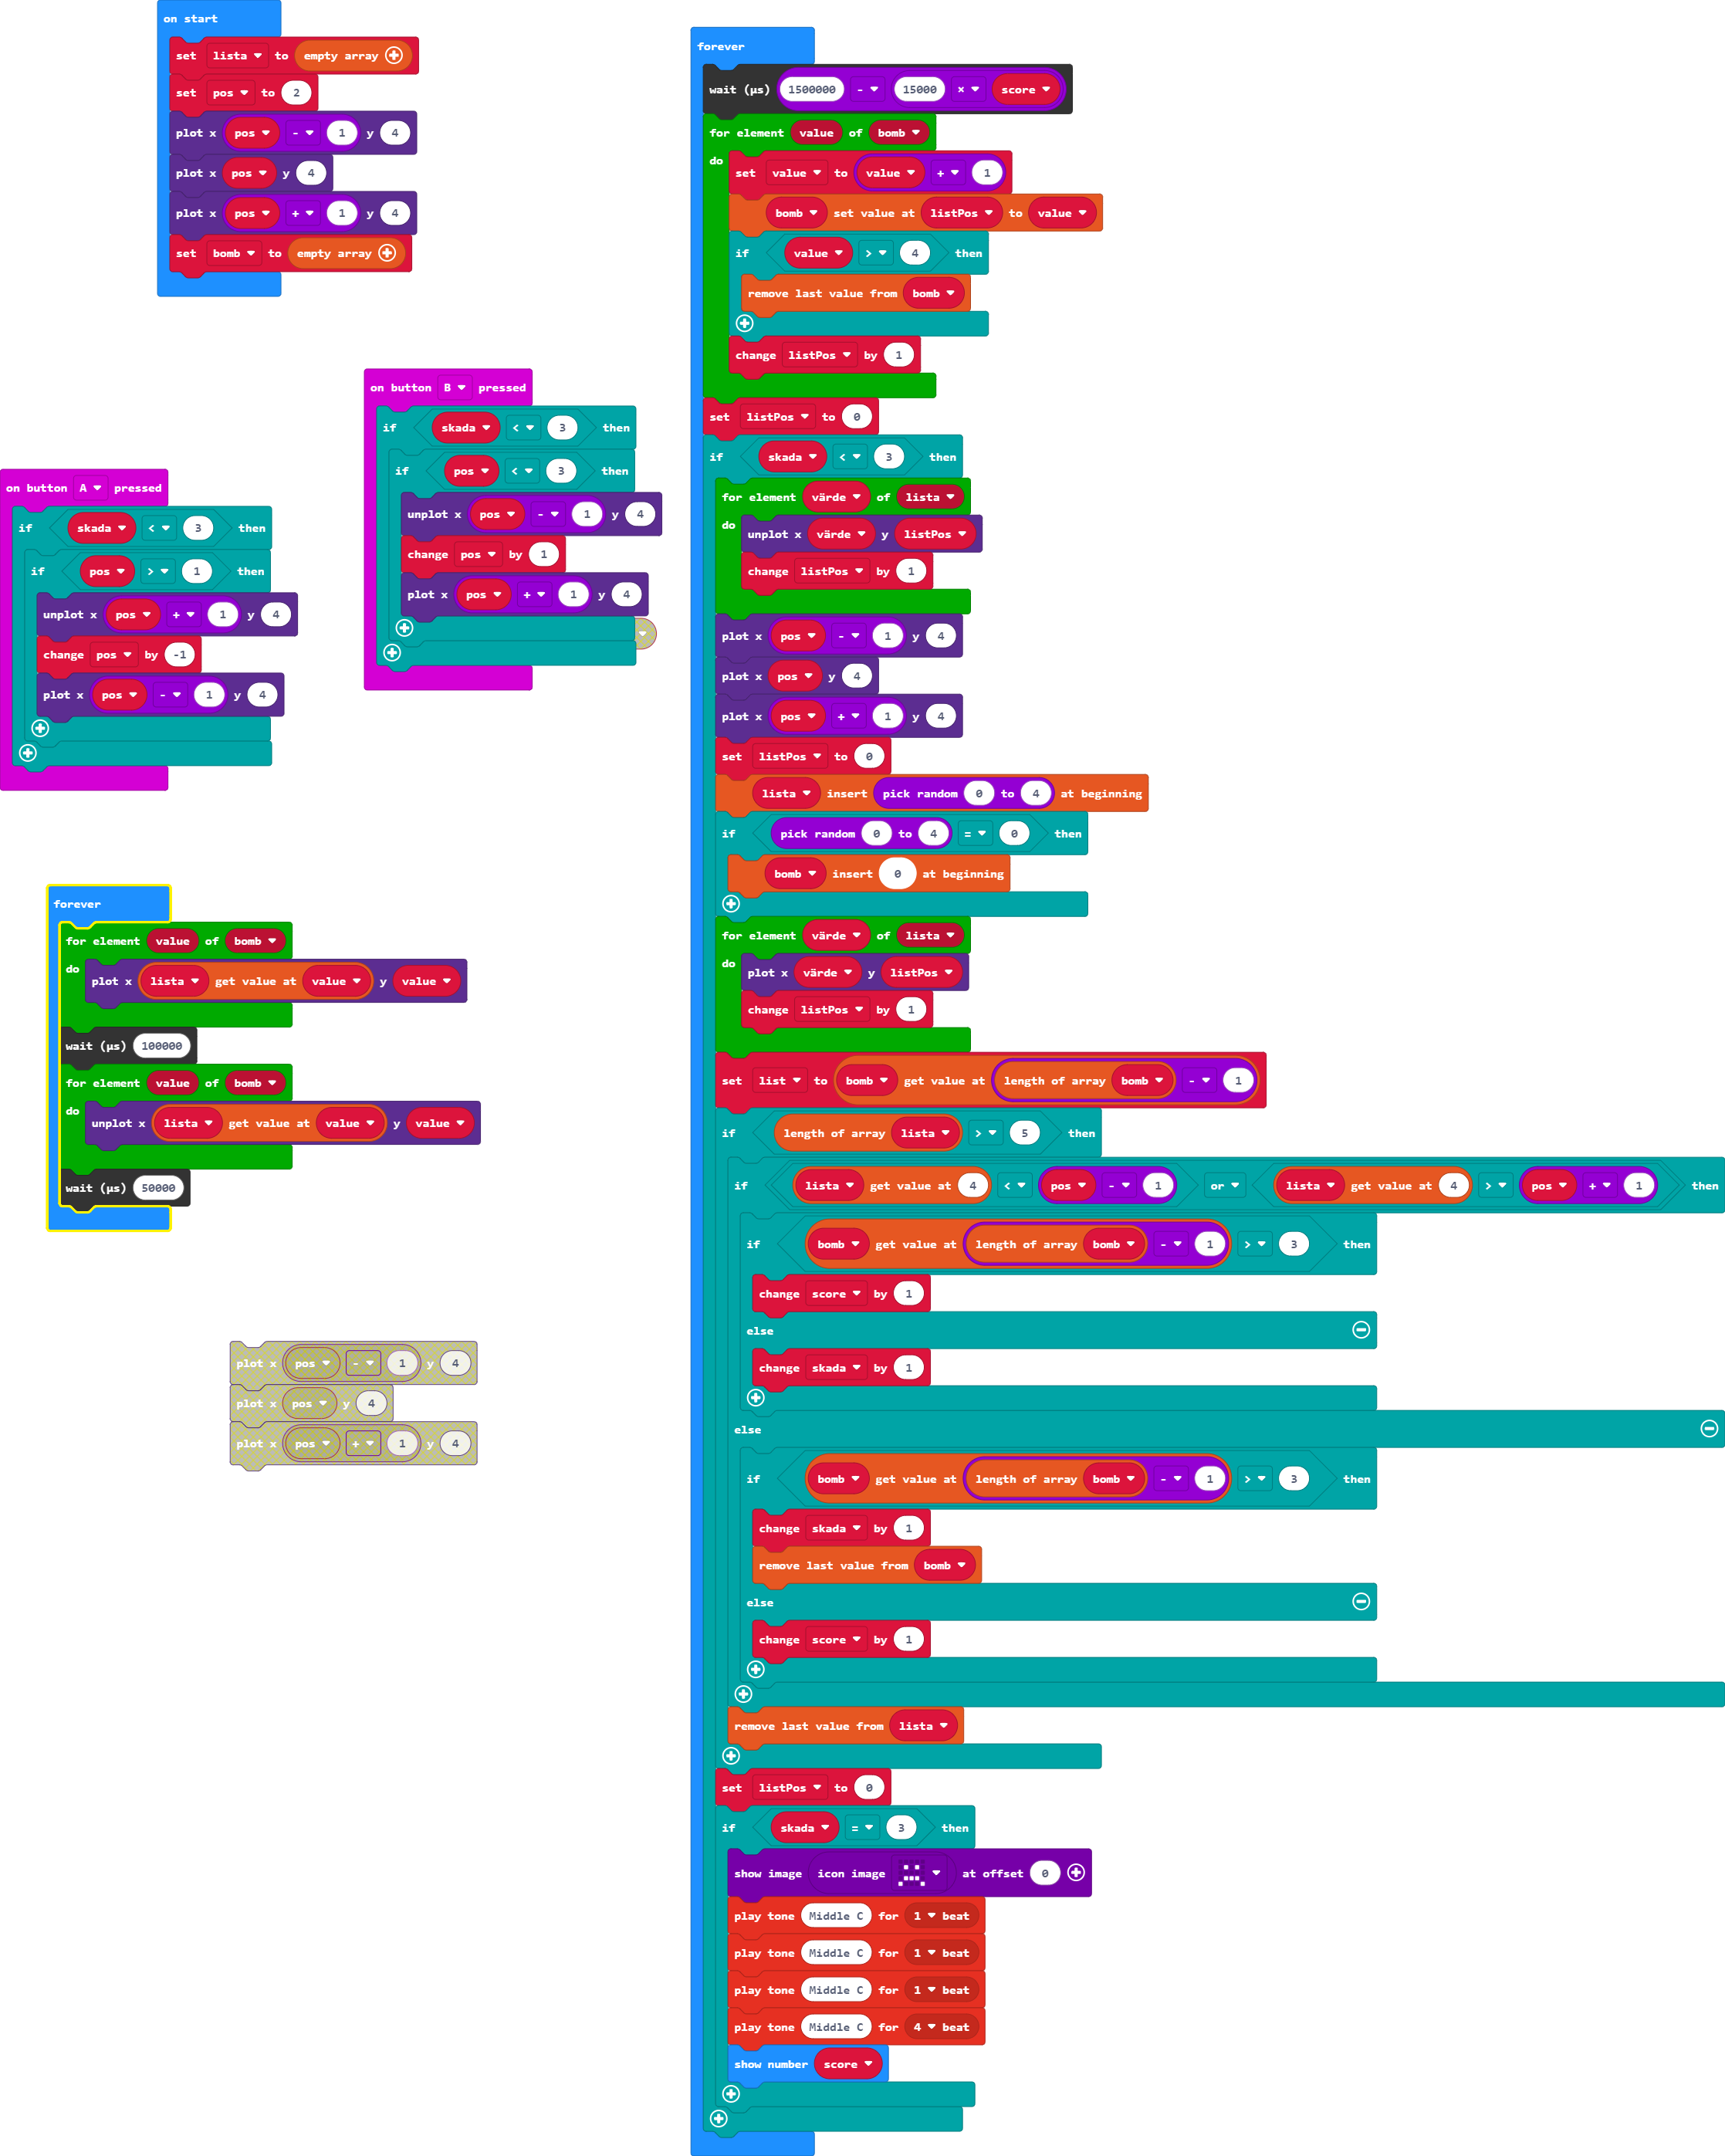 on start
set lista to empty array
set pos to 2
plot x pos - 1 y 4
plot x pos y 4
plot x pos + 1 y 4
set bomb to empty array
on button B pressed
if skada < 3 then
if pos < 3 then
unplot x pos - 1 y 4
change pos by 1
plot x pos + 1 y 4
on button A pressed
if skada < 3 then
if pos > 1 then
unplot x pos + 1 y 4
change pos by -1
plot x pos - 1 y 4
forever
for element value of bomb
do
plot x lista get value at value y value
wait (µs) 100000
for element value of bomb
do
unplot x lista get value at value y value
wait (µs) 50000
plot x pos - 1 y 4
plot x pos y 4
plot x pos + 1 y 4
forever
wait (µs) 1500000 - 15000 × score
for element value of bomb
do
set value to value + 1
bomb set value at listPos to value
if value > 4 then
remove last value from bomb
change listPos by 1
set listPos to 0
if skada < 3 then
for element värde of lista
do
unplot x värde y listPos
change listPos by 1
plot x pos - 1 y 4
plot x pos y 4
plot x pos + 1 y 4
set listPos to 0
lista insert pick random 0 to 4 at beginning
if pick random 0 to 4 = 0 then
bomb insert 0 at beginning
for element värde of lista
do
plot x värde y listPos
change listPos by 1
set list to bomb get value at length of array bomb - 1
if length of array lista > 5 then
if lista get value at 4 < pos - 1 or lista get value at 4 > pos + 1 then
if bomb get value at length of array bomb - 1 > 3 then
change score by 1
else
change skada by 1
else
if bomb get value at length of array bomb - 1 > 3 then
change skada by 1
remove last value from bomb
else
change score by 1
remove last value from lista
set listPos to 0
if skada = 3 then
show image icon image at offset 0
play tone Middle C for 1 beat
play tone Middle C for 1 beat
play tone Middle C for 1 beat
play tone Middle C for 4 beat
show number score